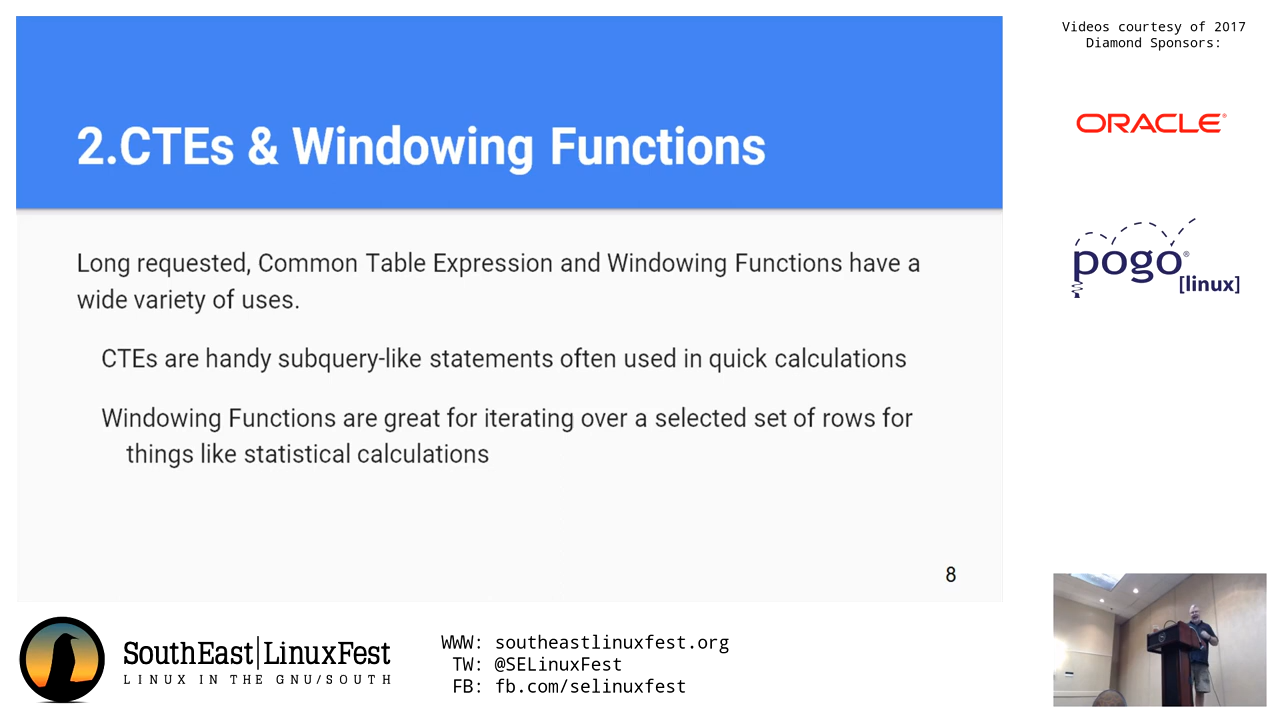 2.CTEs & Windowing Functions
Long requested, Common Table Expression and Windowing Functions have a
wide variety of uses.
CTEs are handy subquery-like statements often used in quick calculations
Windowing Functions are great for iterating over a selected set of rows for
things like statistical calculations
8
Videos courtesy of 2017
Diamond Sponsors:
ORACLE®
pogo®
[linux]
SouthEast|LinuxFest
LINUX IN THE GNU/SOUTH
WWW: southeastlinuxfest.org
TW: @SELinuxFest
FB: fb.com/selinuxfest